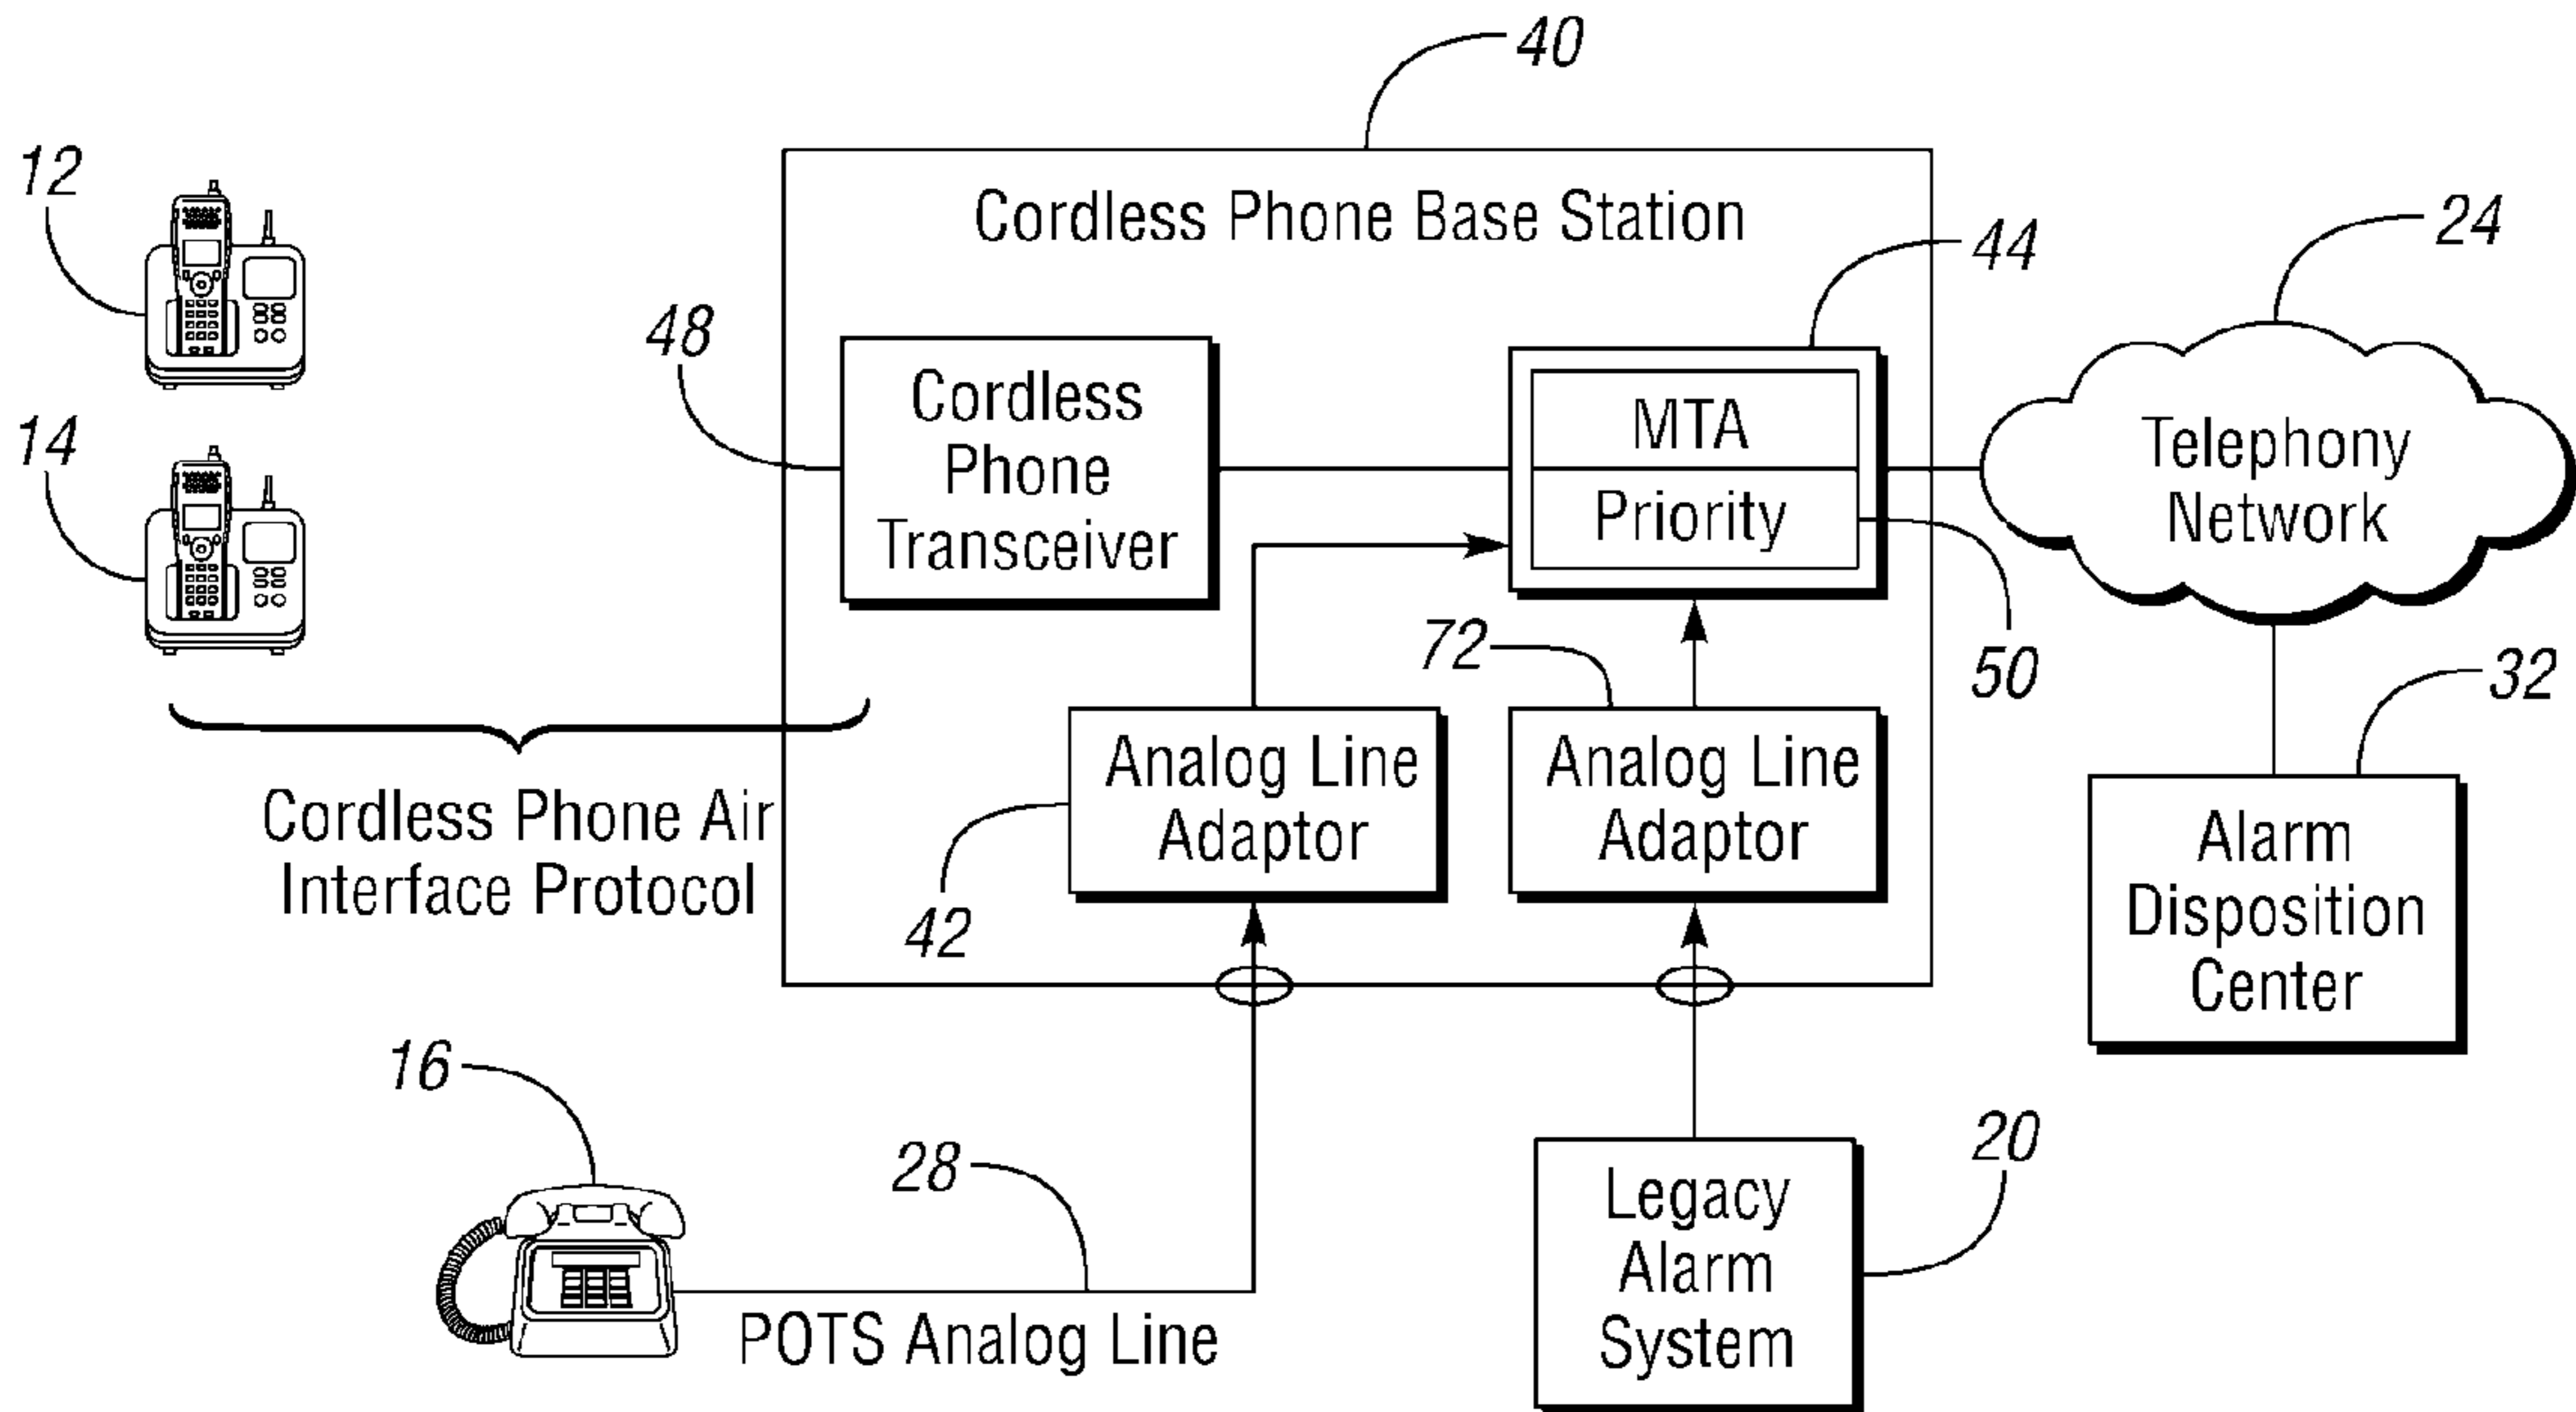 40
12
Cordless Phone Base Station
24
44
48
Cordless
Phone
Transceiver
MTA
Priority
Telephony
Network
14
72
50
32
Analog Line
Adaptor
Analog Line
Adaptor
Cordless Phone Air
Interface Protocol
42
Alarm
Disposition
Center
16
28
20
Legacy
Alarm
System
POTS Analog Line